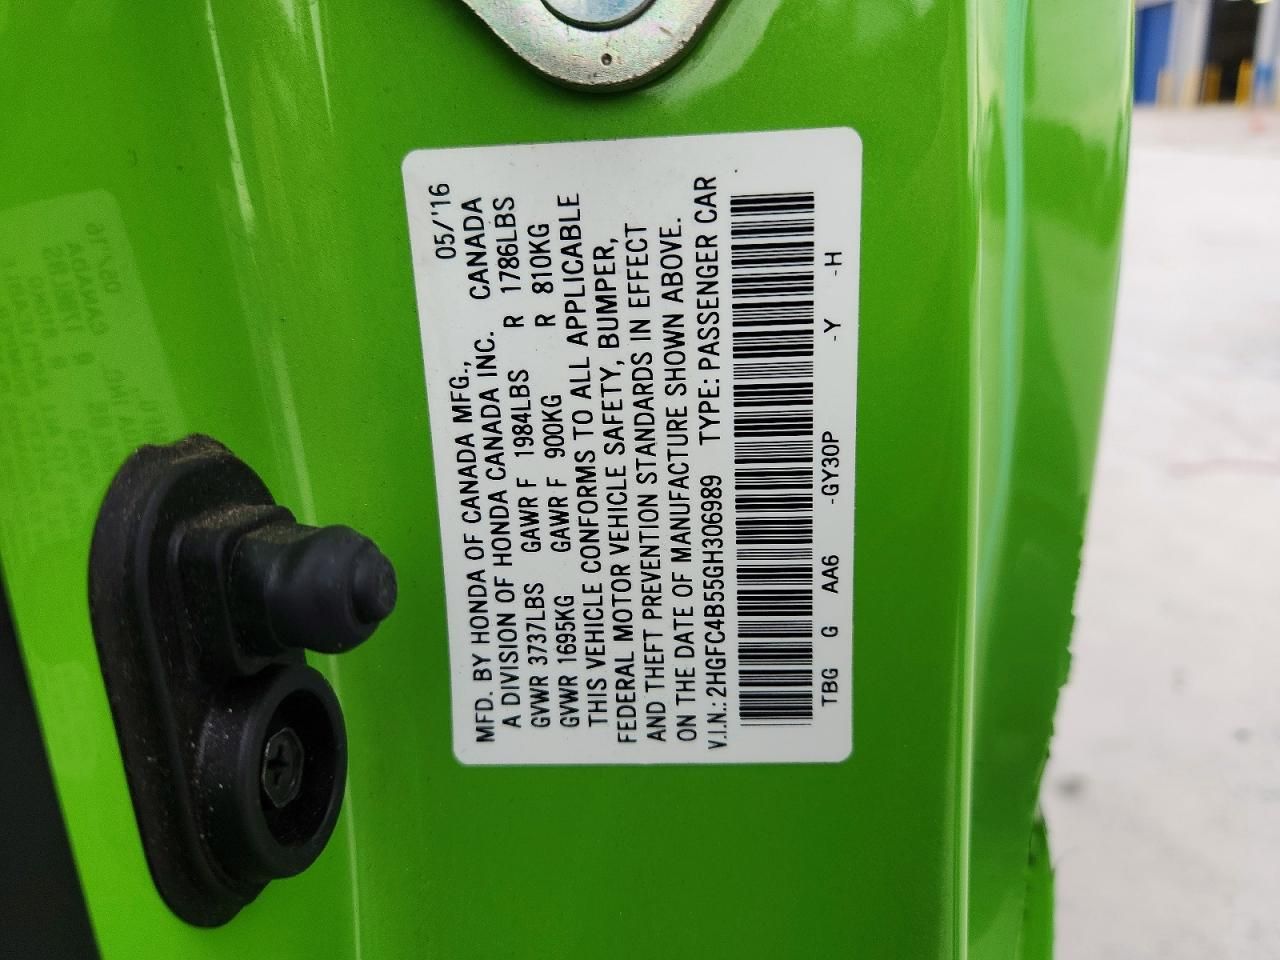 MFD. BY HONDA OF CANADA MFG., 05/'16
A DIVISION OF HONDA CANADA INC. CANADA
GVWR 3737LBS GAWR F 1984LBS R 1786LBS
GVWR 1695KG GAWR F 900KG R 810KG
THIS VEHICLE CONFORMS TO ALL APPLICABLE
FEDERAL MOTOR VEHICLE SAFETY, BUMPER,
AND THEFT PREVENTION STANDARDS IN EFFECT
ON THE DATE OF MANUFACTURE SHOWN ABOVE.
V.I.N.: 2HGFC4B55GH306989 TYPE: PASSENGER CAR
TBG G AA6 -GY30P -Y -H